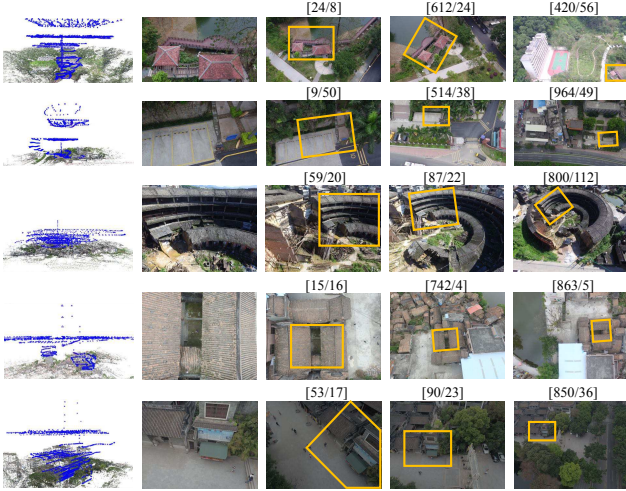 [24/8] [612/24] [420/56]
[9/50] [514/38] [964/49]
[59/20] [87/22] [800/112]
[15/16] [742/4] [863/5]
[53/17] [90/23] [850/36]